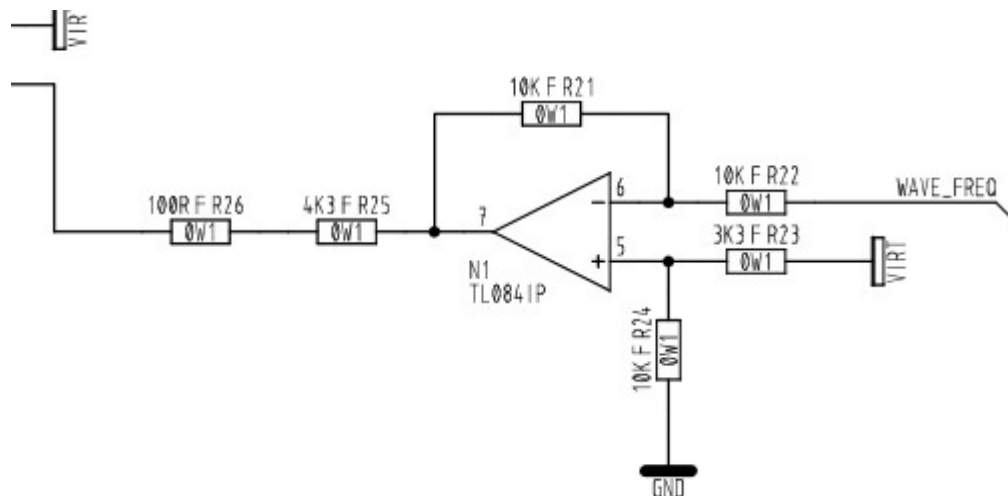 VIR
10K F R21
0W1
6
10K F R22
0W1
WAVE_FREQ
100R F R26
0W1
4K3 F R25
0W1
7
-
5
+
3K3 F R23
0W1
VIRT
N1
TL084IP
10K F R24
0W1
GND